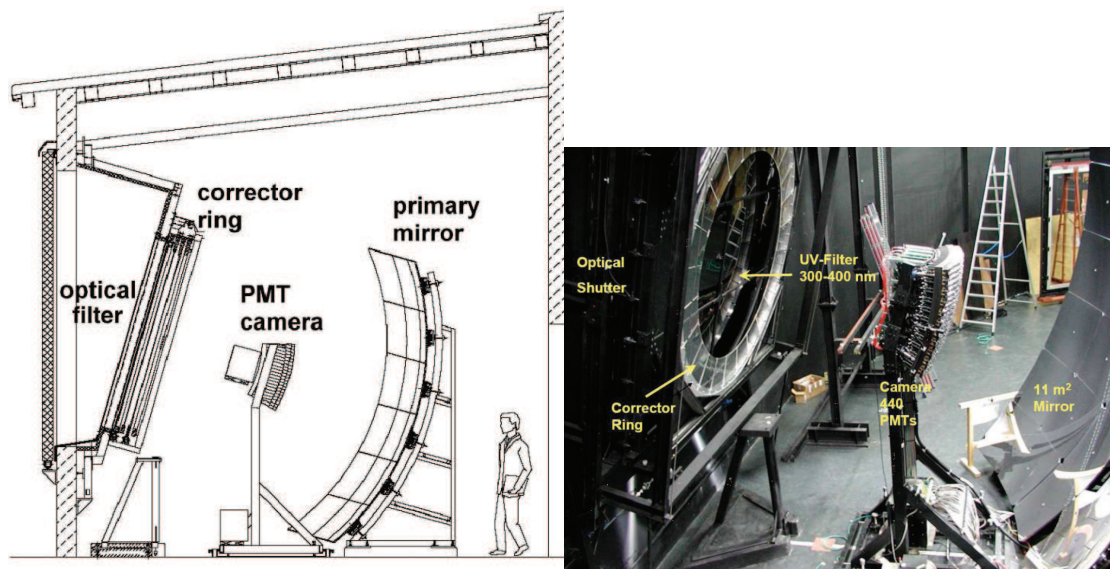 corrector
ring
primary
mirror
optical
filter
PMT
camera
Optical
Shutter
UV-Filter
300-400 nm
Corrector
Ring
Camera
440
PMTs
11 m²
Mirror